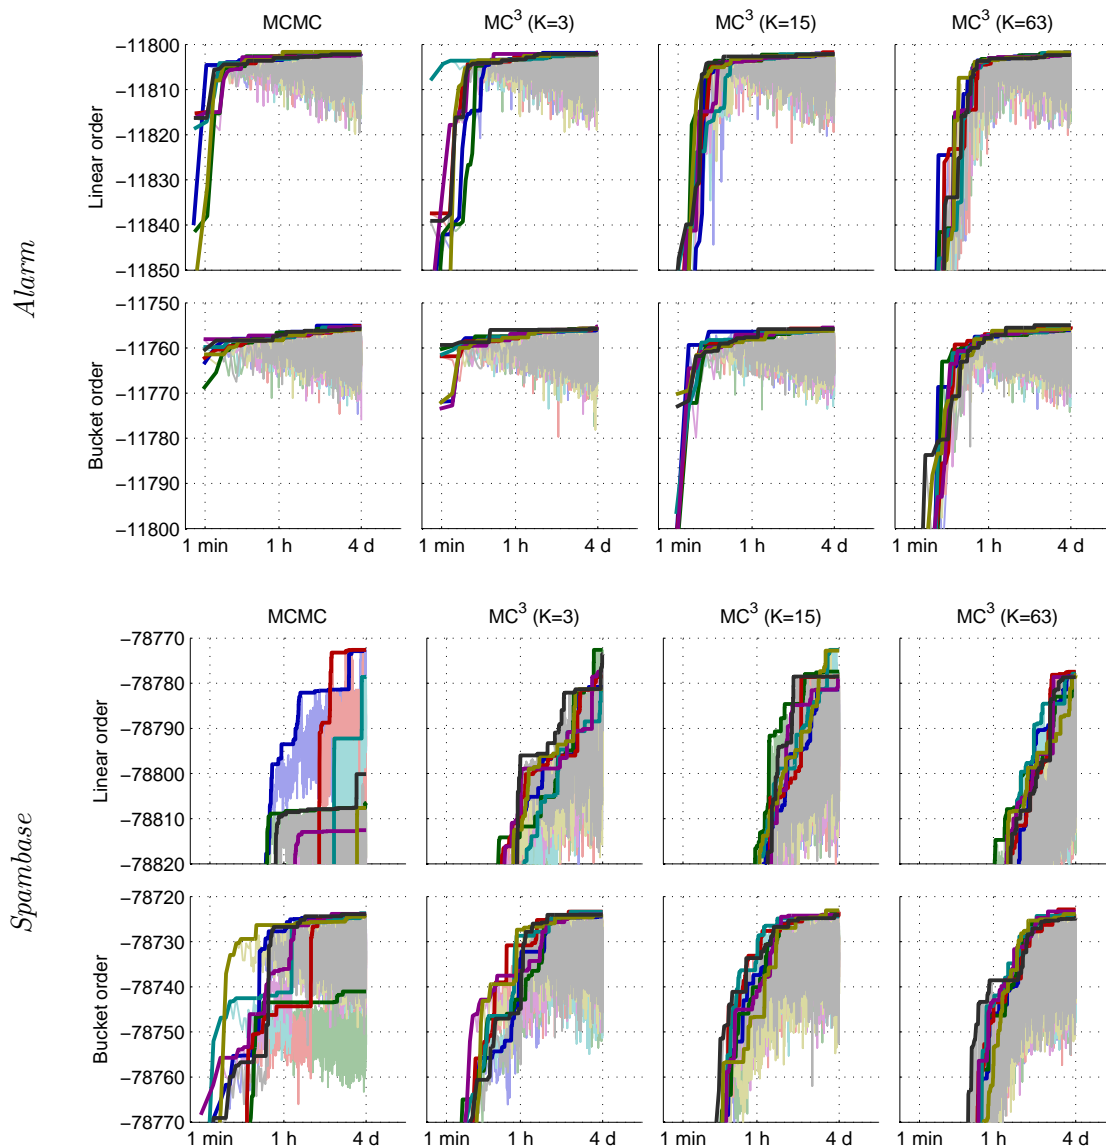 MCMC MC³ (K=3) MC³ (K=15) MC³ (K=63)
Alarm
Linear order
−11800
−11810
−11820
−11830
−11840
−11850
Bucket order
−11750
−11760
−11770
−11780
−11790
−11800
1 min 1 h 4 d 1 min 1 h 4 d 1 min 1 h 4 d 1 min 1 h 4 d
MCMC MC³ (K=3) MC³ (K=15) MC³ (K=63)
Spambase
Linear order
−78770
−78780
−78790
−78800
−78810
−78820
Bucket order
−78720
−78730
−78740
−78750
−78760
−78770
1 min 1 h 4 d 1 min 1 h 4 d 1 min 1 h 4 d 1 min 1 h 4 d